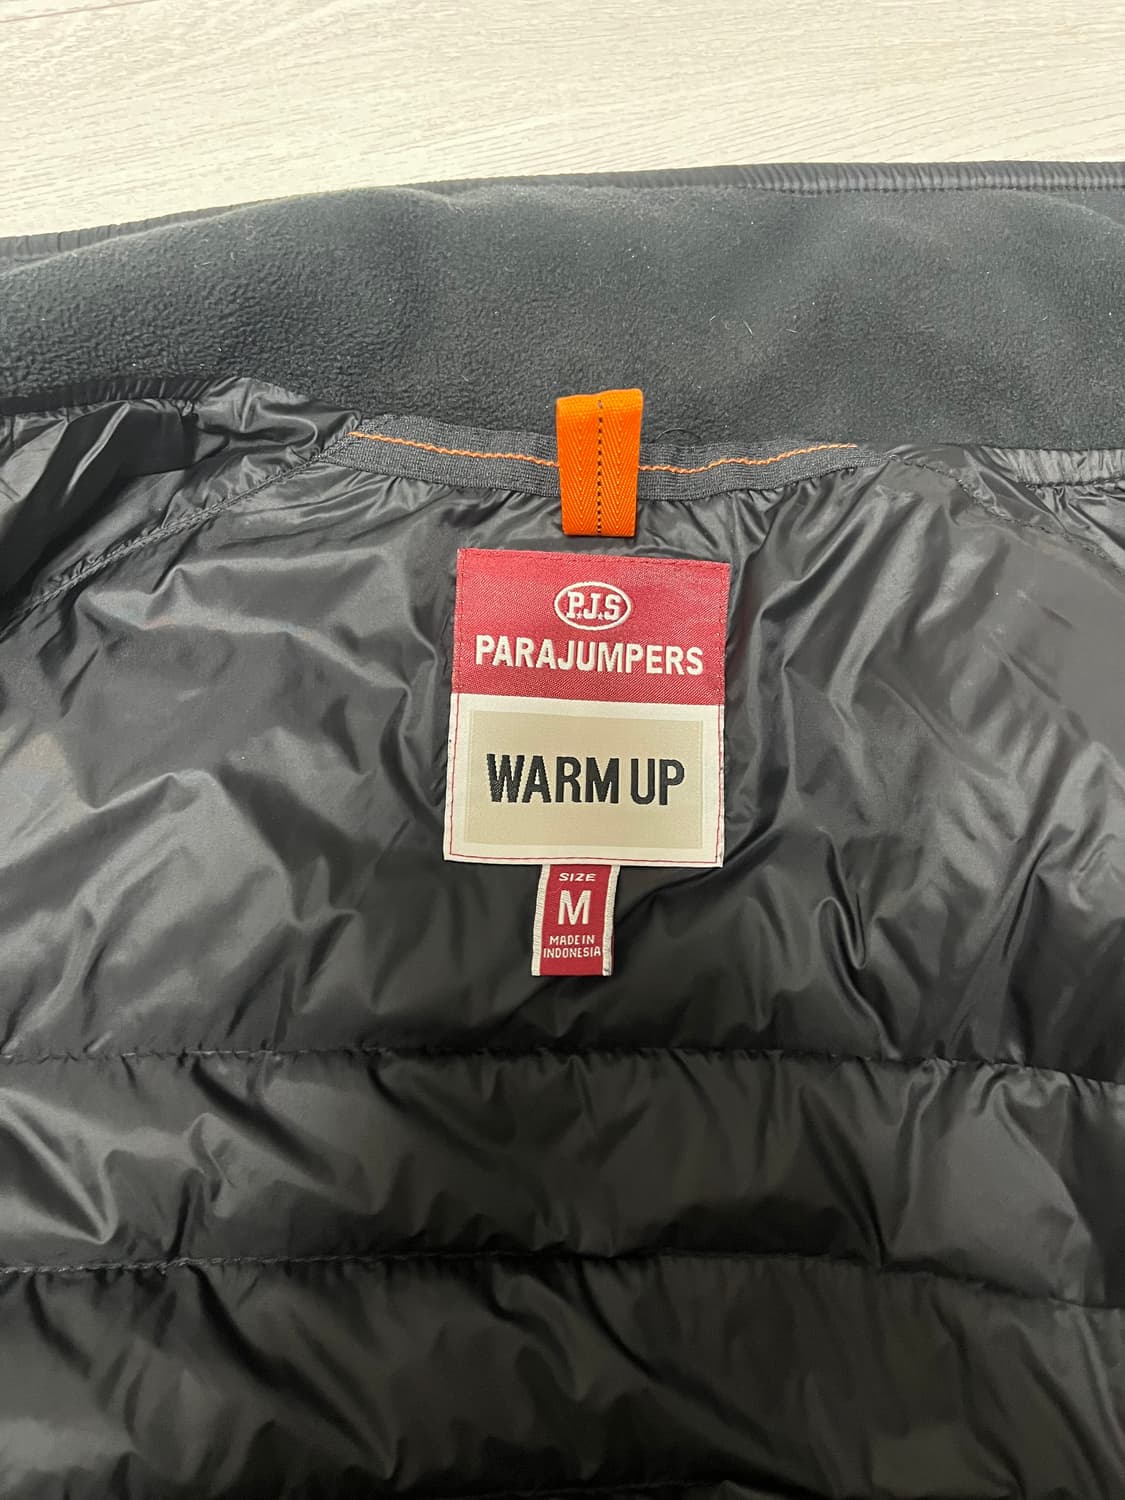 P.J.S
PARAJUMPERS
WARM UP
SIZE
M
MADE IN
INDONESIA